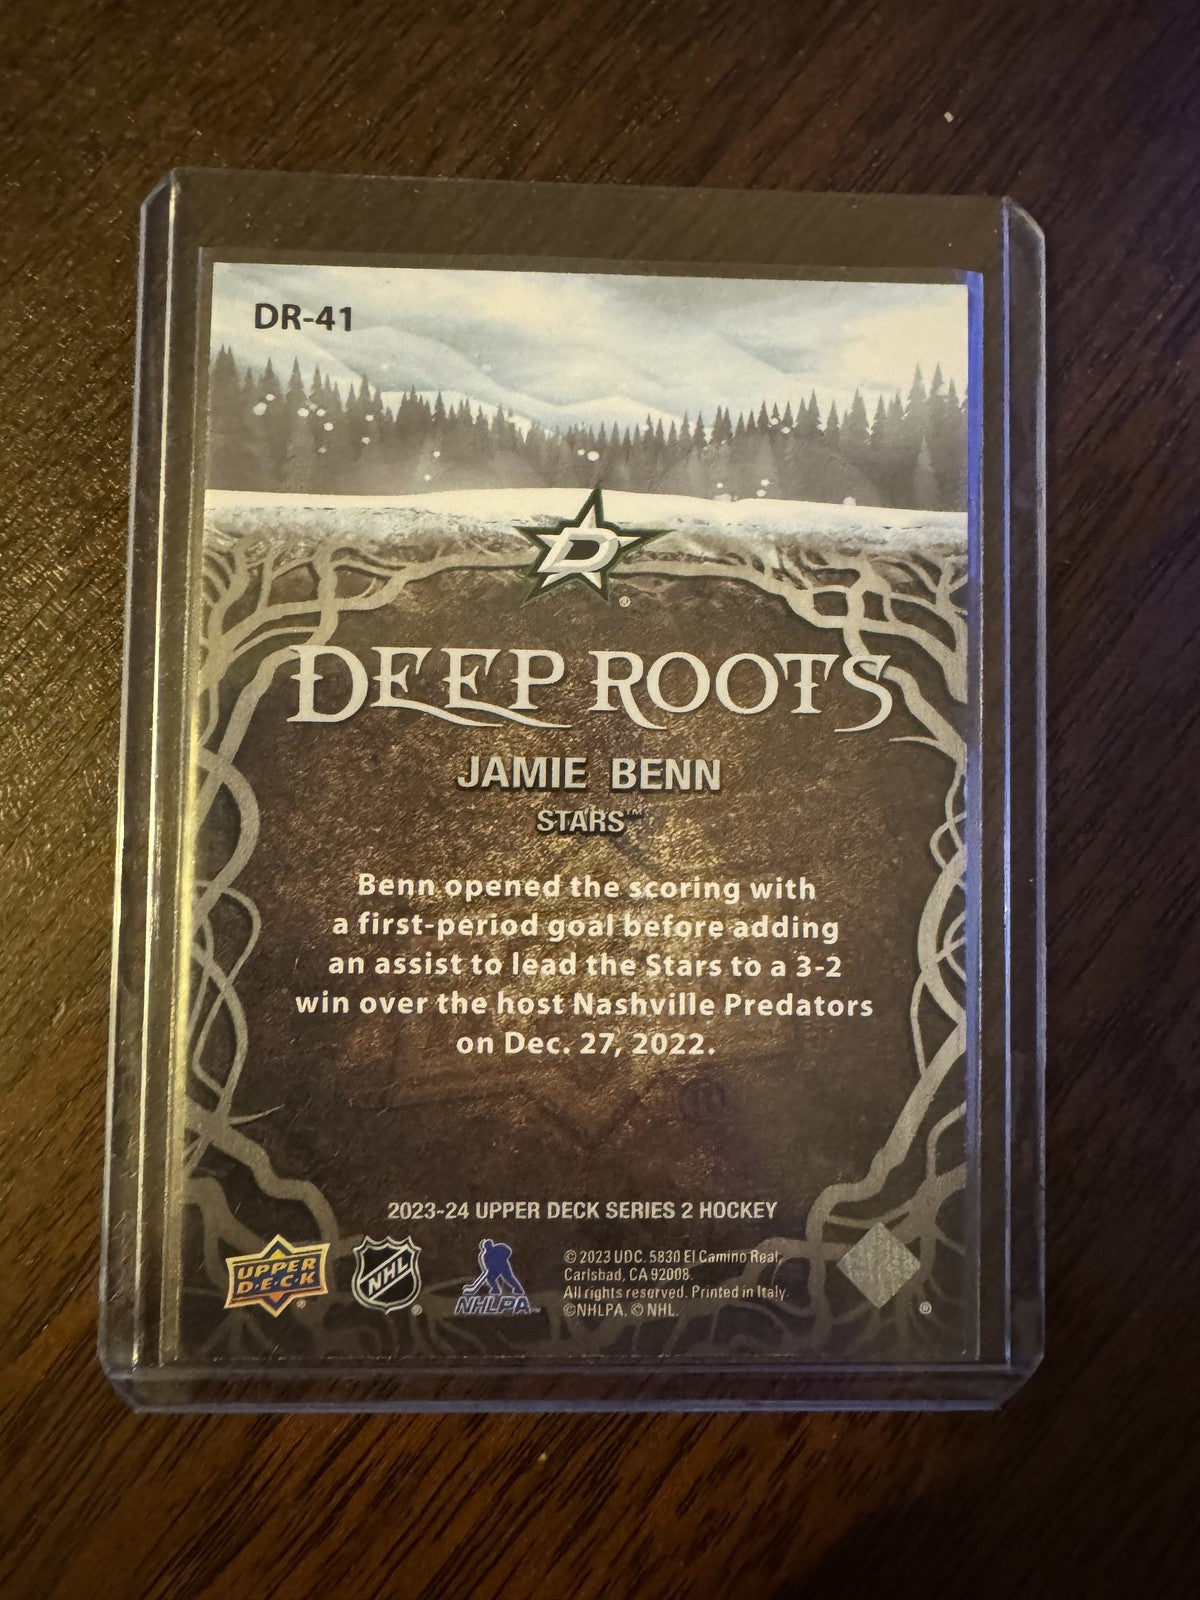 DR-41
D
®
DEEP ROOTS
JAMIE BENN
STARS™
Benn opened the scoring with
a first-period goal before adding
an assist to lead the Stars to a 3-2
win over the host Nashville Predators
on Dec. 27, 2022.
2023-24 UPPER DECK SERIES 2 HOCKEY
UPPER
D·E·C·K
®
NHL
®
NHLPA™
© 2023 UDC. 5830 El Camino Real,
Carlsbad, CA 92008.
All rights reserved. Printed in Italy.
©NHLPA. © NHL.
®